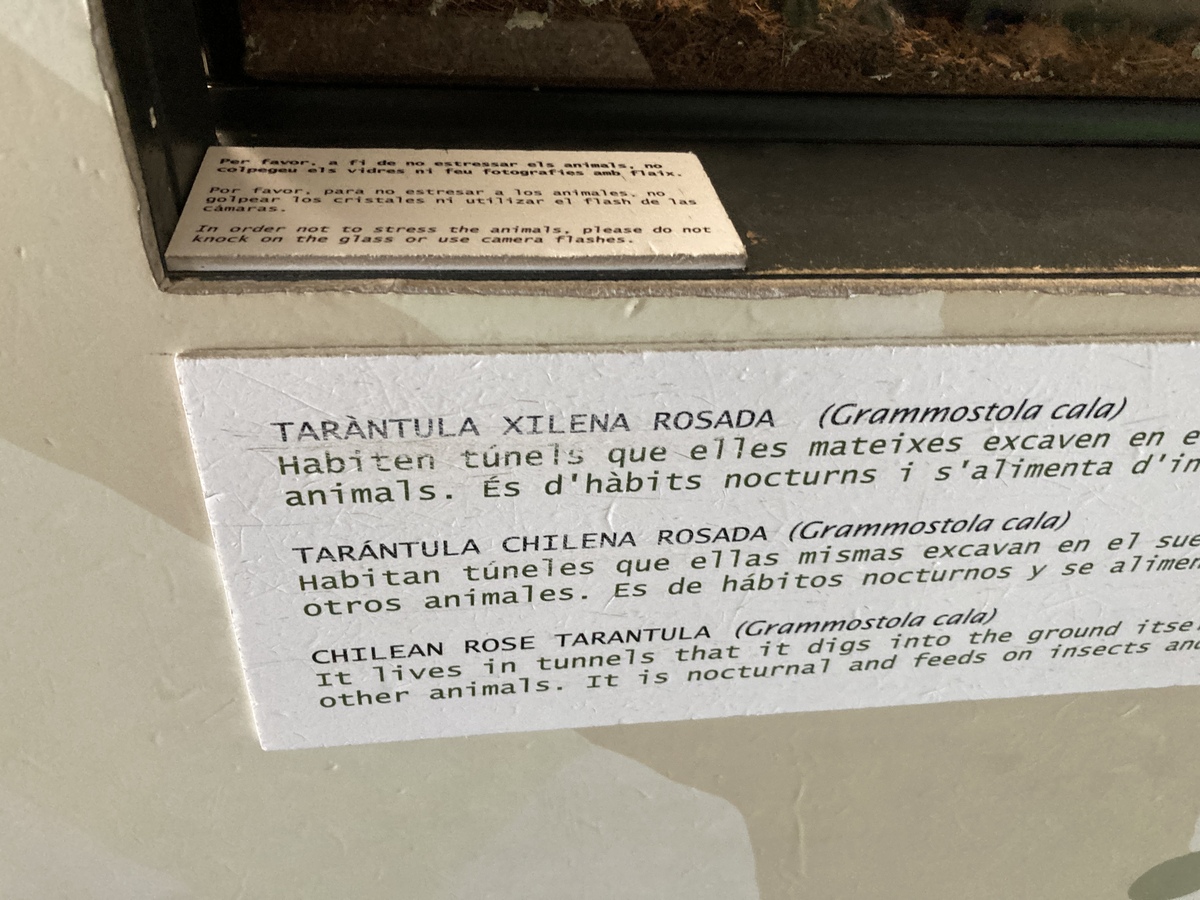 Per favor, a fi de no estressar els animals, no
colpegeu els vidres ni feu fotografies amb flaix.
Por favor, para no estresar a los animales, no
golpear los cristales ni utilizar el flash de las
cámaras.
In order not to stress the animals, please do not
knock on the glass or use camera flashes.
TARÀNTULA XILENA ROSADA (Grammostola cala)
Habiten túnels que elles mateixes excaven en e
animals. És d'hàbits nocturns i s'alimenta d'in
TARÁNTULA CHILENA ROSADA (Grammostola cala)
Habitan túneles que ellas mismas excavan en el sue
otros animales. Es de hábitos nocturnos y se alimen
CHILEAN ROSE TARANTULA (Grammostola cala)
It lives in tunnels that it digs into the ground itsel
other animals. It is nocturnal and feeds on insects and